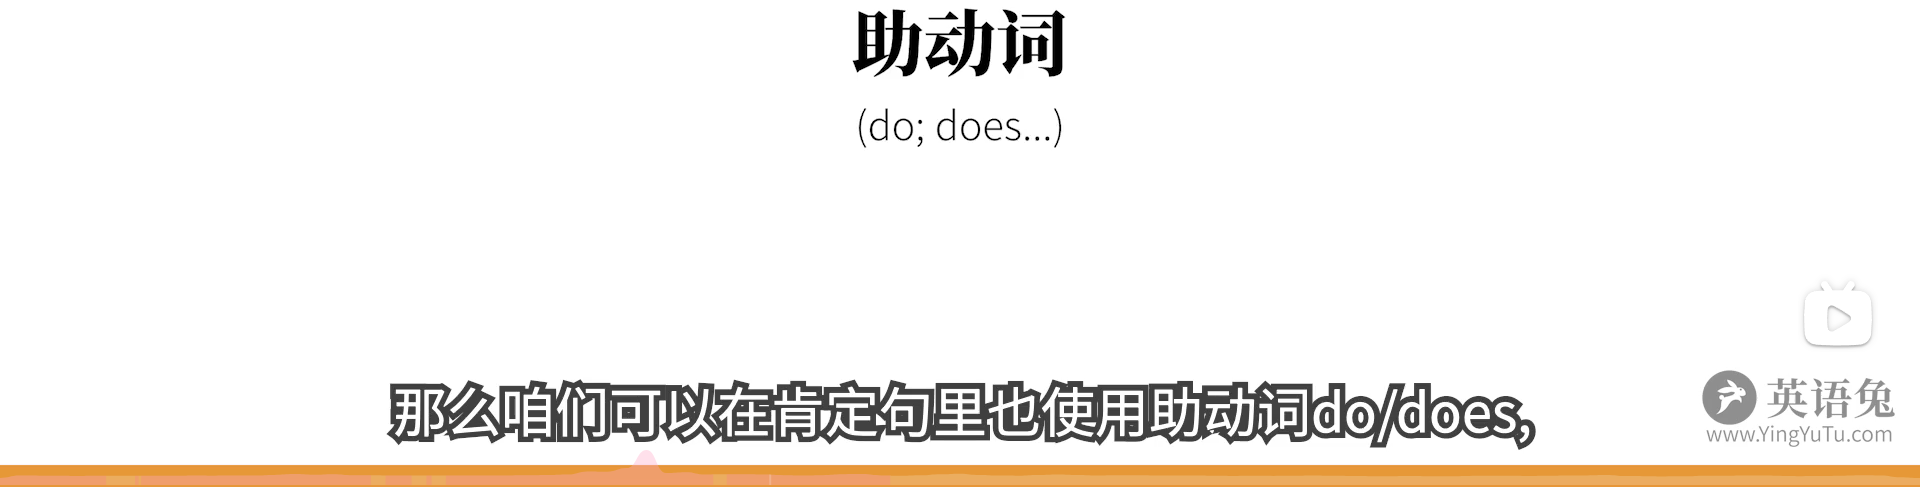 助动词
(do; does...)
那么咱们可以在肯定句里也使用助动词do/does,
英语兔
www.YingYuTu.com